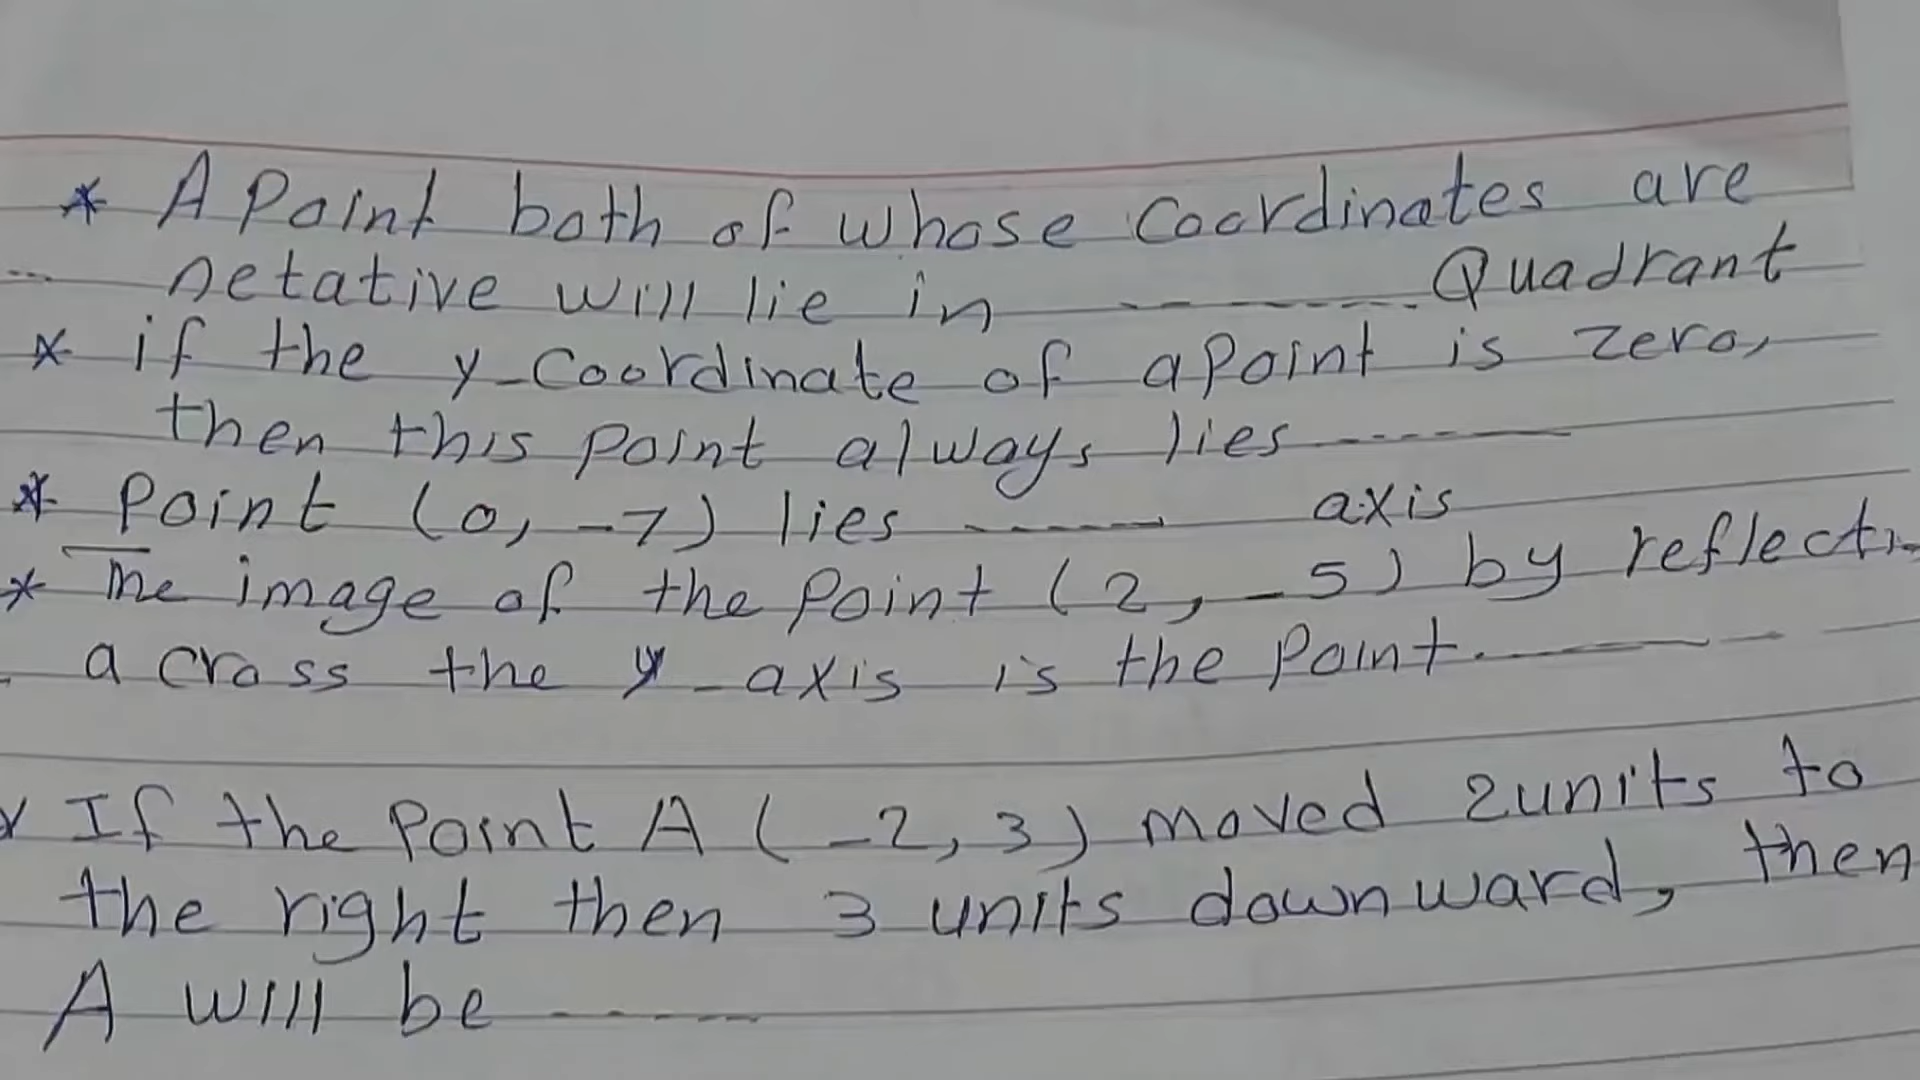 * A Point both of whose Coordinates are
netative will lie in -------- Quadrant
* if the y-Coordinate of a Point is zero,
then this point always lies --------
* Point (0, -7) lies ------ axis
* The image of the Point (2, -5) by reflecti
across the y-axis is the Point.--------
If the Point A (-2, 3) moved 2units to
the right then 3 units downward, then
A will be ------